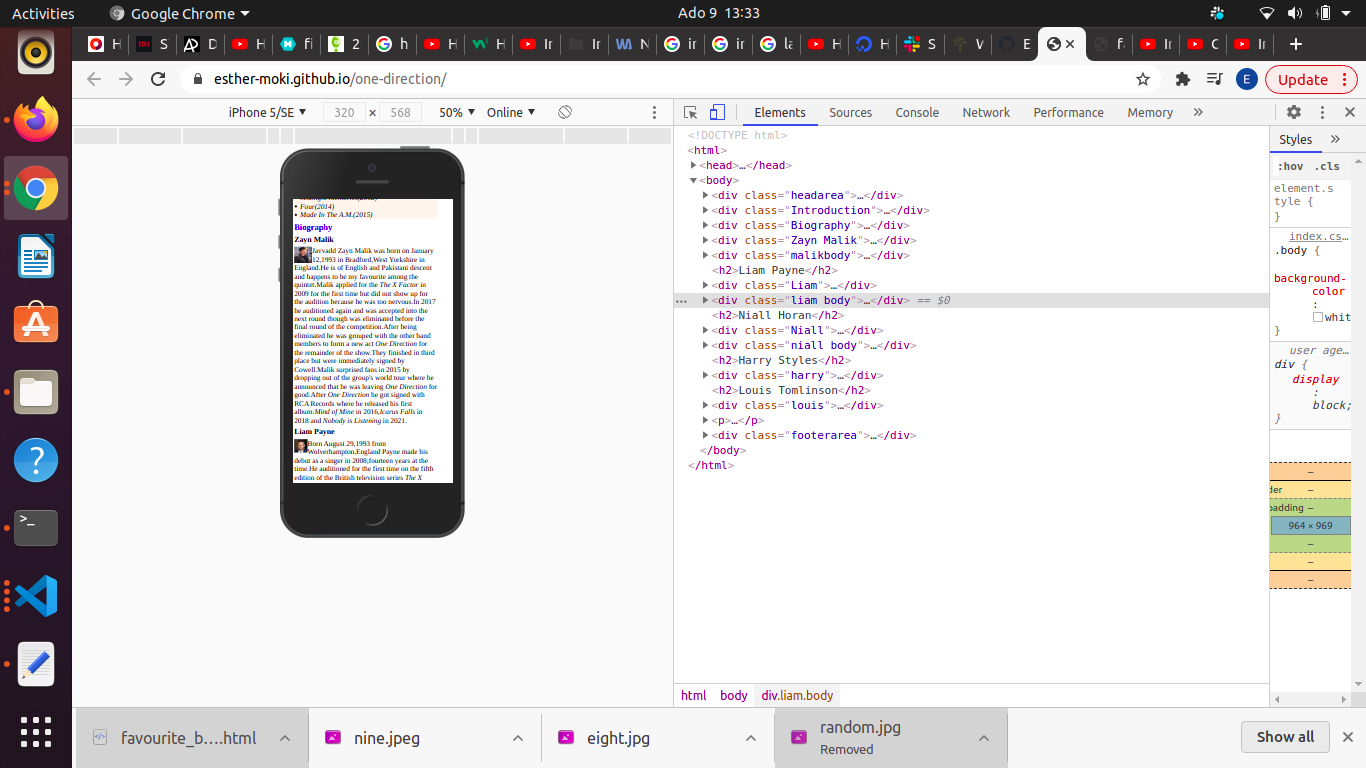 Activities
Google Chrome
Ado 9 13:33
H
S
D
H
fi
2
h
H
H
Ir
Ir
N
ir
ir
la
H
H
S
W
E
fa
Ir
C
Ir
esther-moki.github.io/one-direction/
E
Update
iPhone 5/SE
320 × 568
50%
Online
Elements
Sources
Console
Network
Performance
Memory
»
Four(2014)
Made In The A.M.(2015)
Biography
Zayn Malik
Javvadd Zayn Malik was born on January
12,1993 in Bradford,West Yorkshire in
England.He is of English and Pakistani descent
and happens to be my favourite among the
quintet.Malik applied for the The X Factor in
2009 for the first time but did not show up for
the audition because he was too nervous.In 2017
he auditioned again and was accepted into the
next round though was eliminated before the
final round of the competition.After being
eliminated he was grouped with the other band
members to form a new act One Direction for
the remainder of the show.They finished in third
place but were immediately signed by
Cowell.Malik surprised fans in 2015 by
dropping out of the group's world tour where he
announced that he was leaving One Direction for
good.After One Direction he got signed with
RCA Records where he released his first
album:Mind of Mine in 2016,Icarus Falls in
2018 and Nobody is Listening in 2021.
Liam Payne
Born August 29,1993 from
Wolverhampton,England Payne made his
debut as a singer in 2008;fourteen years at the
time.He auditioned for the first time on the fifth
edition of the British television series The X
<!DOCTYPE html>
<html>
<head>…</head>
<body>
<div class="headarea">…</div>
<div class="Introduction">…</div>
<div class="Biography">…</div>
<div class="Zayn Malik">…</div>
<div class="malikbody">…</div>
<h2>Liam Payne</h2>
<div class="Liam">…</div>
<div class="liam body">…</div> == $0
<h2>Niall Horan</h2>
<div class="Niall">…</div>
<div class="niall body">…</div>
<h2>Harry Styles</h2>
<div class="harry">…</div>
<h2>Louis Tomlinson</h2>
<div class="louis">…</div>
<p>…</p>
<div class="footerarea">…</div>
</body>
</html>
html
body
div.liam.body
Styles
»
:hov .cls
element.s
tyle {
}
index.cs…
.body {
background-
color
:
whit
}
user age…
div {
display
:
block;
}
–
der –
padding –
964 × 969
–
–
–
favourite_b….html
nine.jpeg
eight.jpg
random.jpg
Removed
Show all